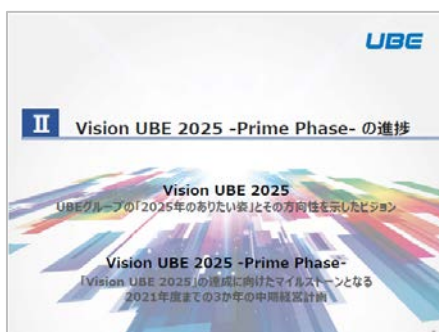 UBE
II Vision UBE 2025 -Prime Phase- の進捗
Vision UBE 2025
UBEグループの「2025年のありたい姿」とその方向性を示したビジョン
Vision UBE 2025 -Prime Phase-
「Vision UBE 2025」の達成に向けたマイルストーンとなる
2021年度までの3か年の中期経営計画